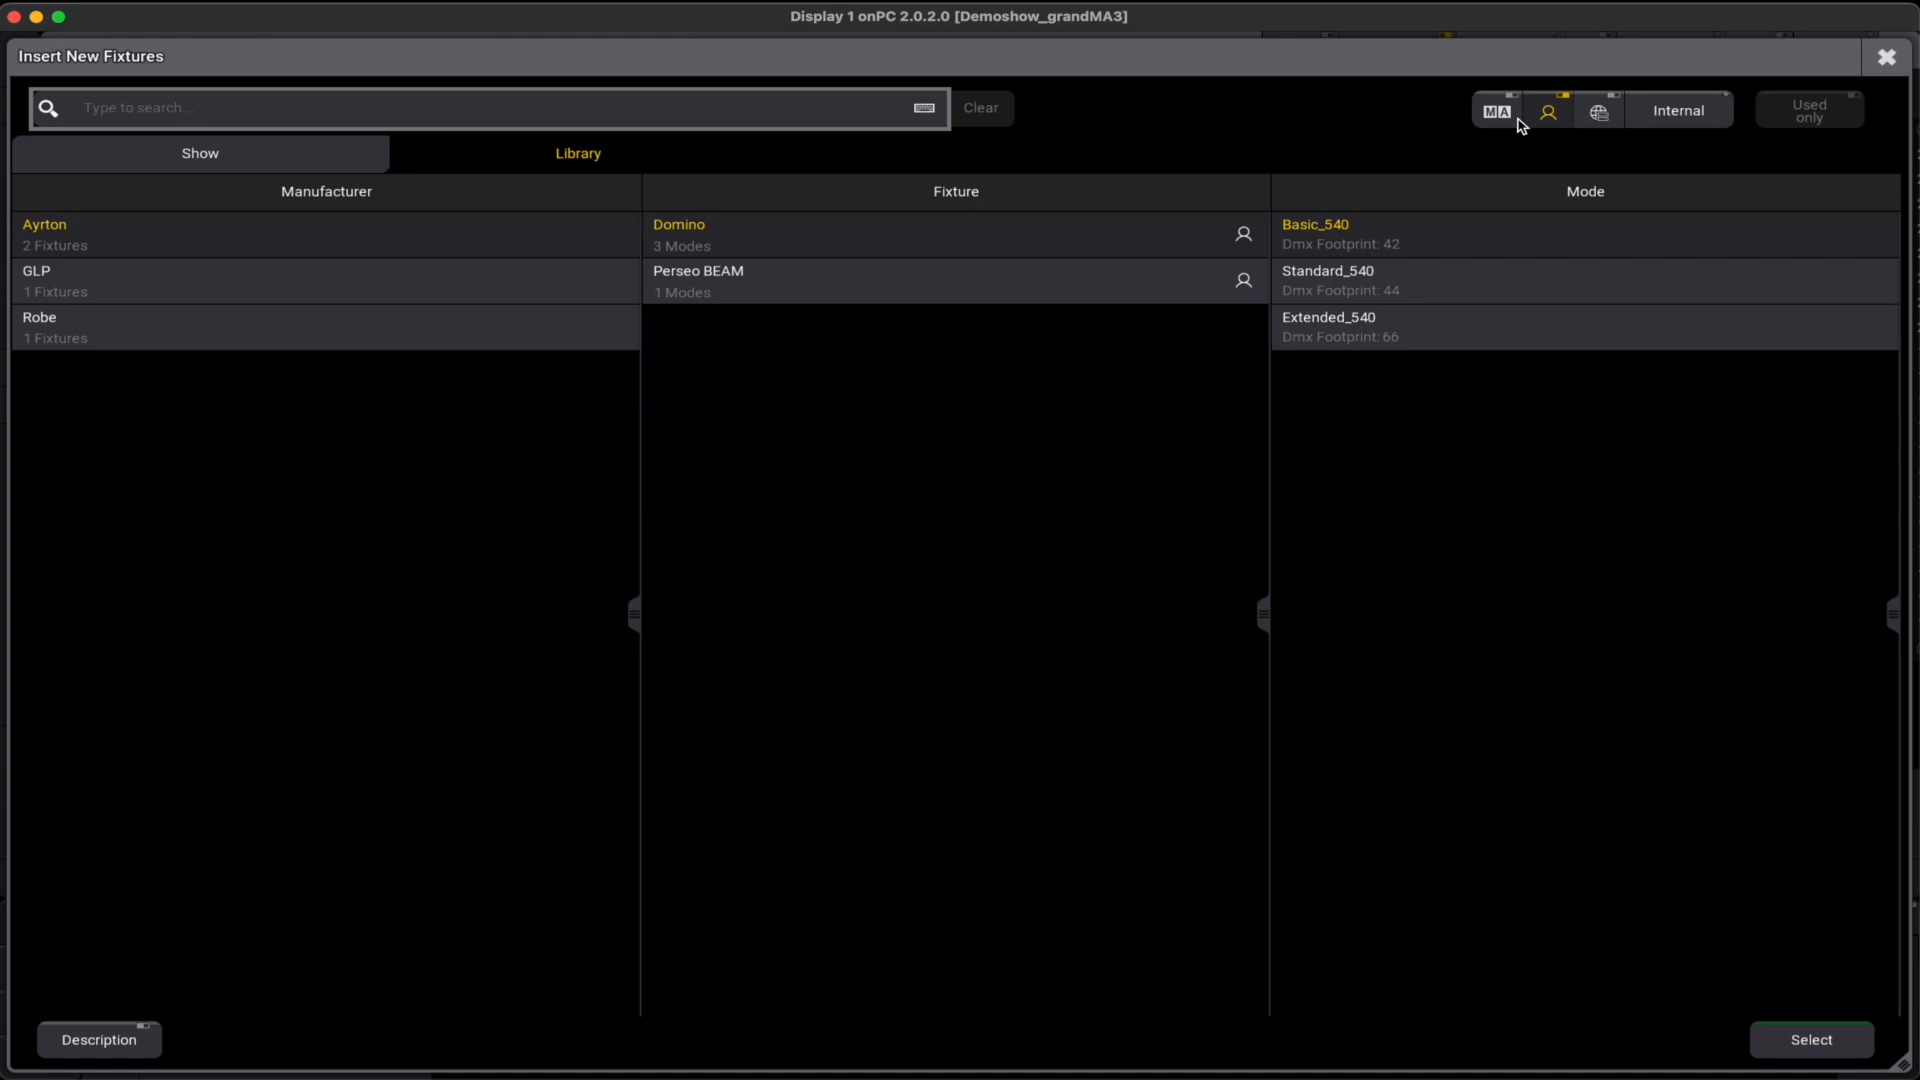 Display 1 onPC 2.0.2.0 [Demoshow_grandMA3]
Insert New Fixtures
Type to search...
Clear
MA
Internal
Used only
Show
Library
Manufacturer
Fixture
Mode
Ayrton
2 Fixtures
GLP
1 Fixtures
Robe
1 Fixtures
Domino
3 Modes
Perseo BEAM
1 Modes
Basic_540
Dmx Footprint: 42
Standard_540
Dmx Footprint: 44
Extended_540
Dmx Footprint: 66
Description
Select